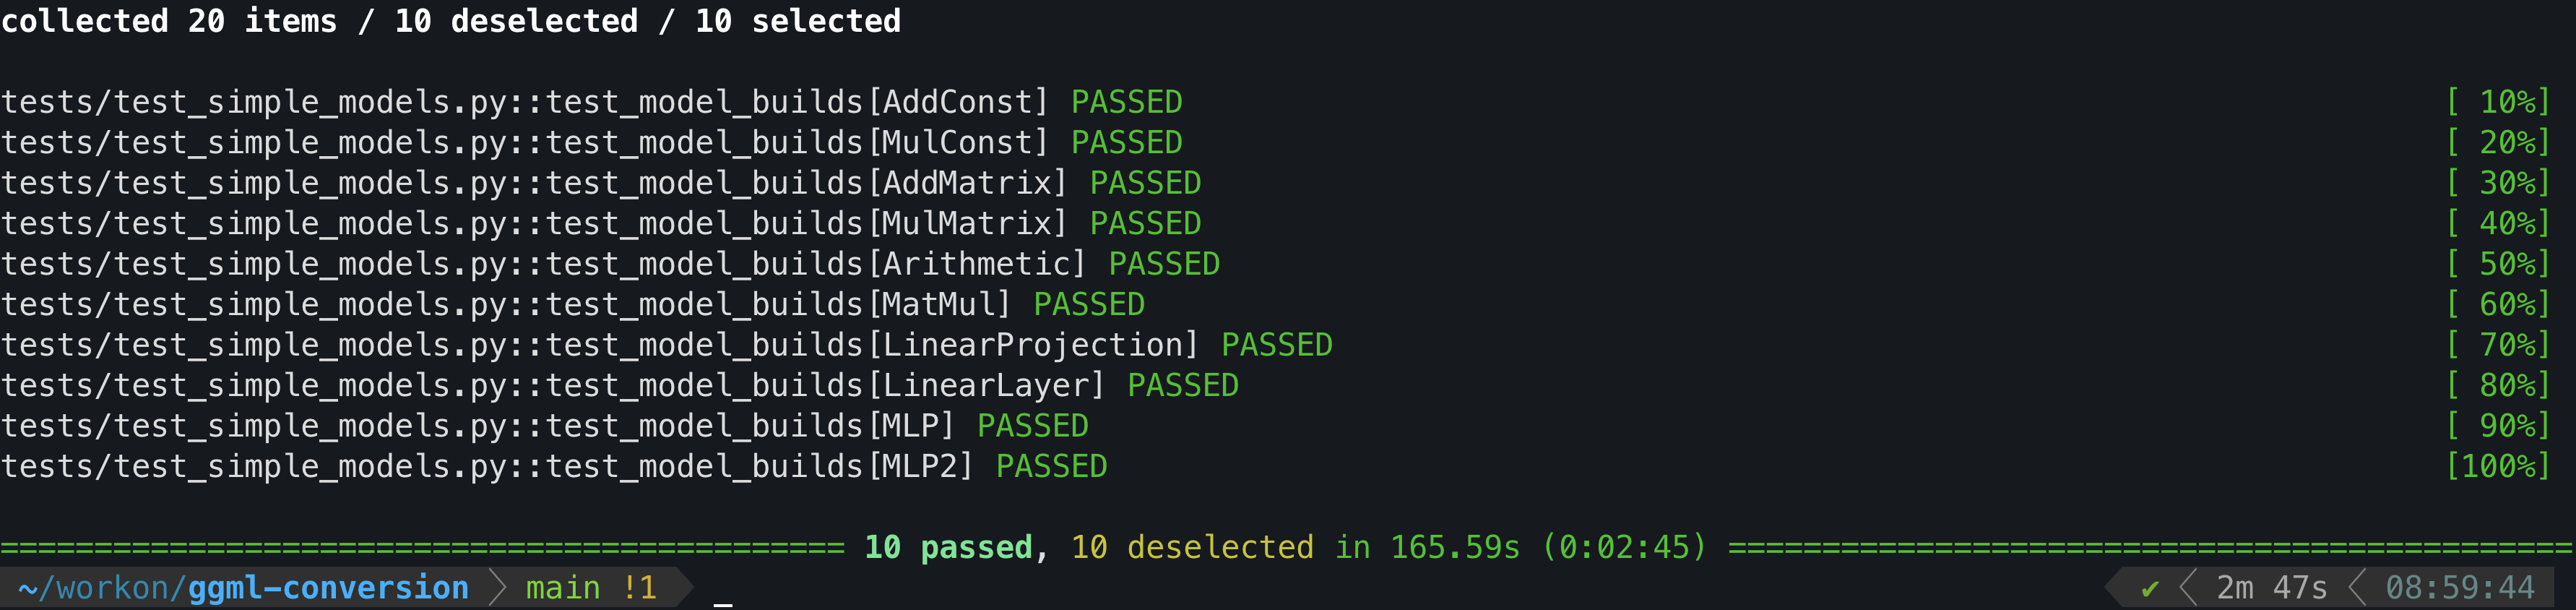 collected 20 items / 10 deselected / 10 selected
tests/test_simple_models.py::test_model_builds[AddConst] PASSED [ 10%]
tests/test_simple_models.py::test_model_builds[MulConst] PASSED [ 20%]
tests/test_simple_models.py::test_model_builds[AddMatrix] PASSED [ 30%]
tests/test_simple_models.py::test_model_builds[MulMatrix] PASSED [ 40%]
tests/test_simple_models.py::test_model_builds[Arithmetic] PASSED [ 50%]
tests/test_simple_models.py::test_model_builds[MatMul] PASSED [ 60%]
tests/test_simple_models.py::test_model_builds[LinearProjection] PASSED [ 70%]
tests/test_simple_models.py::test_model_builds[LinearLayer] PASSED [ 80%]
tests/test_simple_models.py::test_model_builds[MLP] PASSED [ 90%]
tests/test_simple_models.py::test_model_builds[MLP2] PASSED [100%]
============================================= 10 passed, 10 deselected in 165.59s (0:02:45) =============================================
~/workon/ggml-conversion main !1 _ ✔ 2m 47s 08:59:44